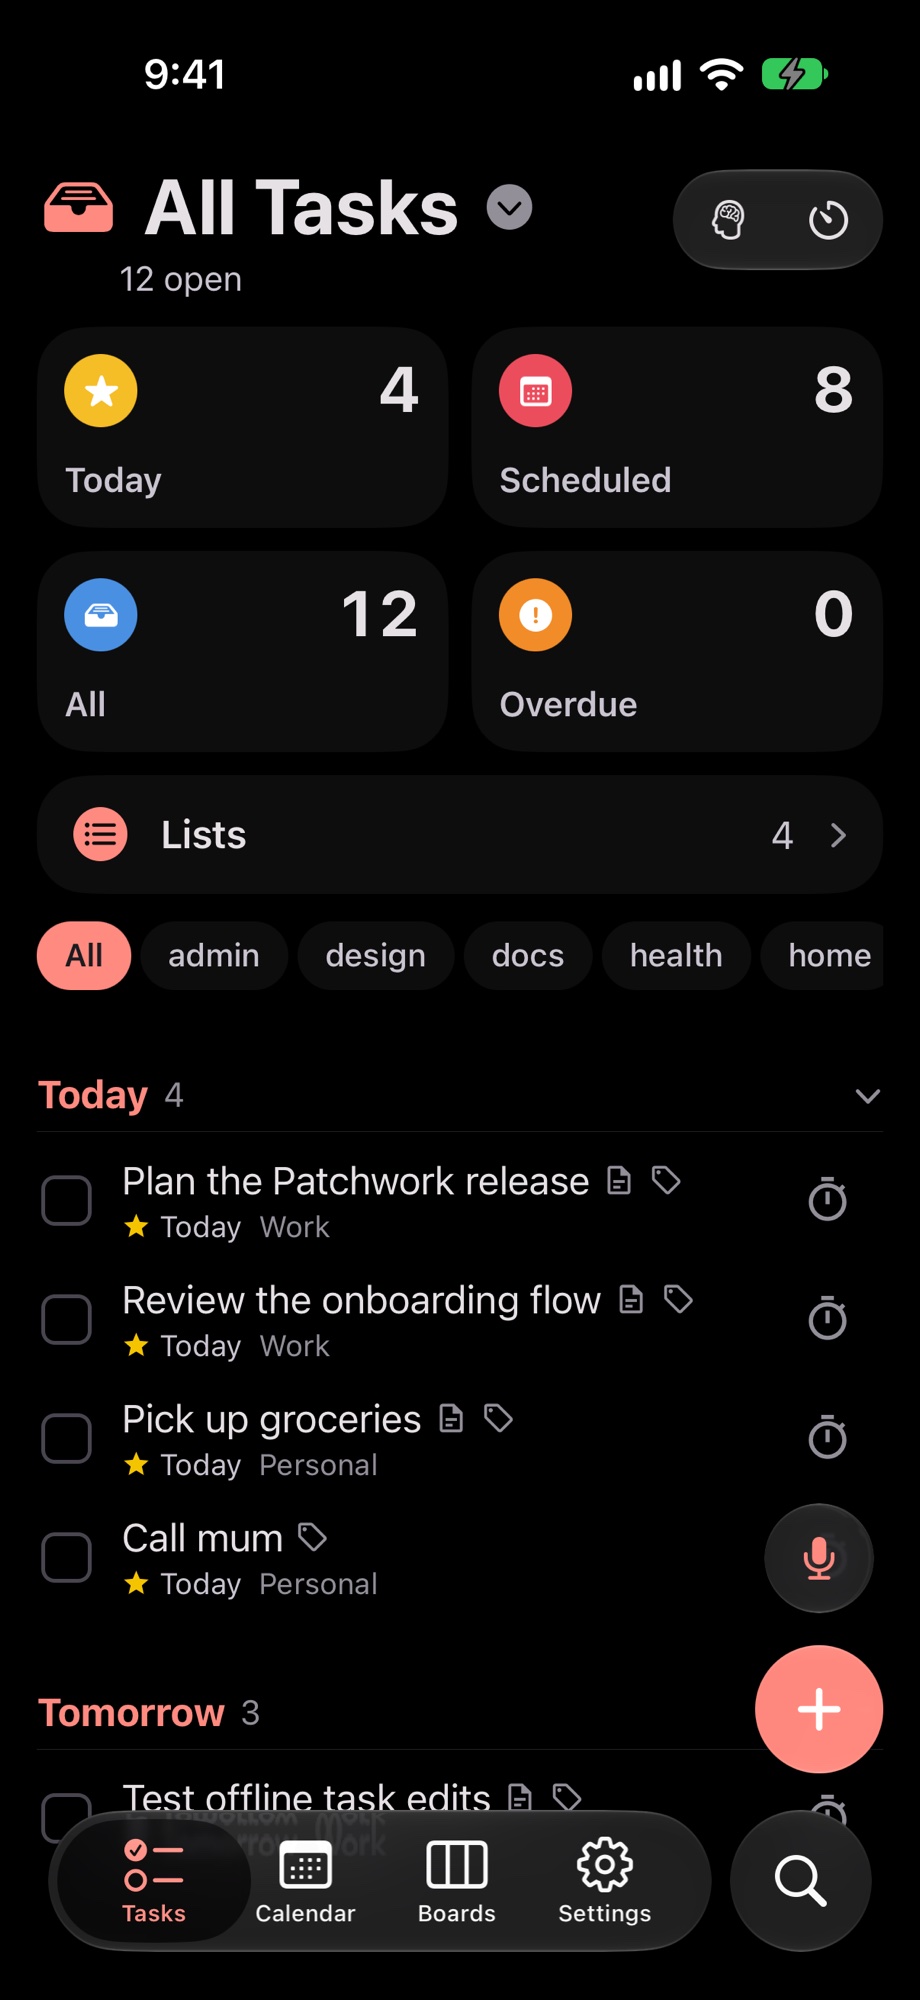 9:41
All Tasks
12 open
4
Today
8
Scheduled
12
All
0
Overdue
Lists 4
All admin design docs health home
Today 4
Plan the Patchwork release
Today Work
Review the onboarding flow
Today Work
Pick up groceries
Today Personal
Call mum
Today Personal
Tomorrow 3
Test offline task edits
Tomorrow Work
Tasks Calendar Boards Settings